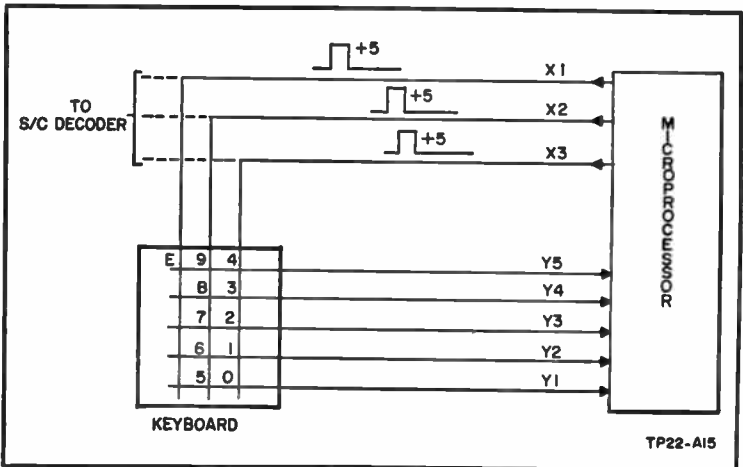 +5
X1
TO
S/C DECODER
+5
X2
+5
X3
MICROPROCESSOR
E 9 4
Y5
8 3
Y4
7 2
Y3
6 1
Y2
5 0
Y1
KEYBOARD
TP22-A15